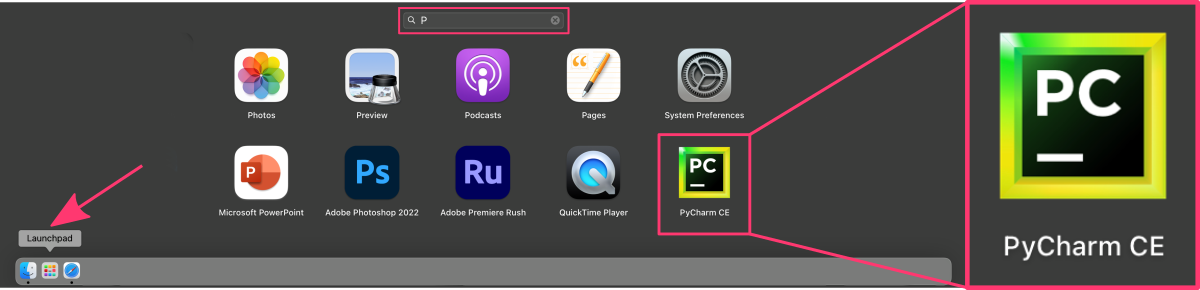 P
Photos
Preview
Podcasts
Pages
System Preferences
P
Microsoft PowerPoint
Ps
Adobe Photoshop 2022
Ru
Adobe Premiere Rush
QuickTime Player
PC
PyCharm CE
Launchpad
PC
PyCharm CE